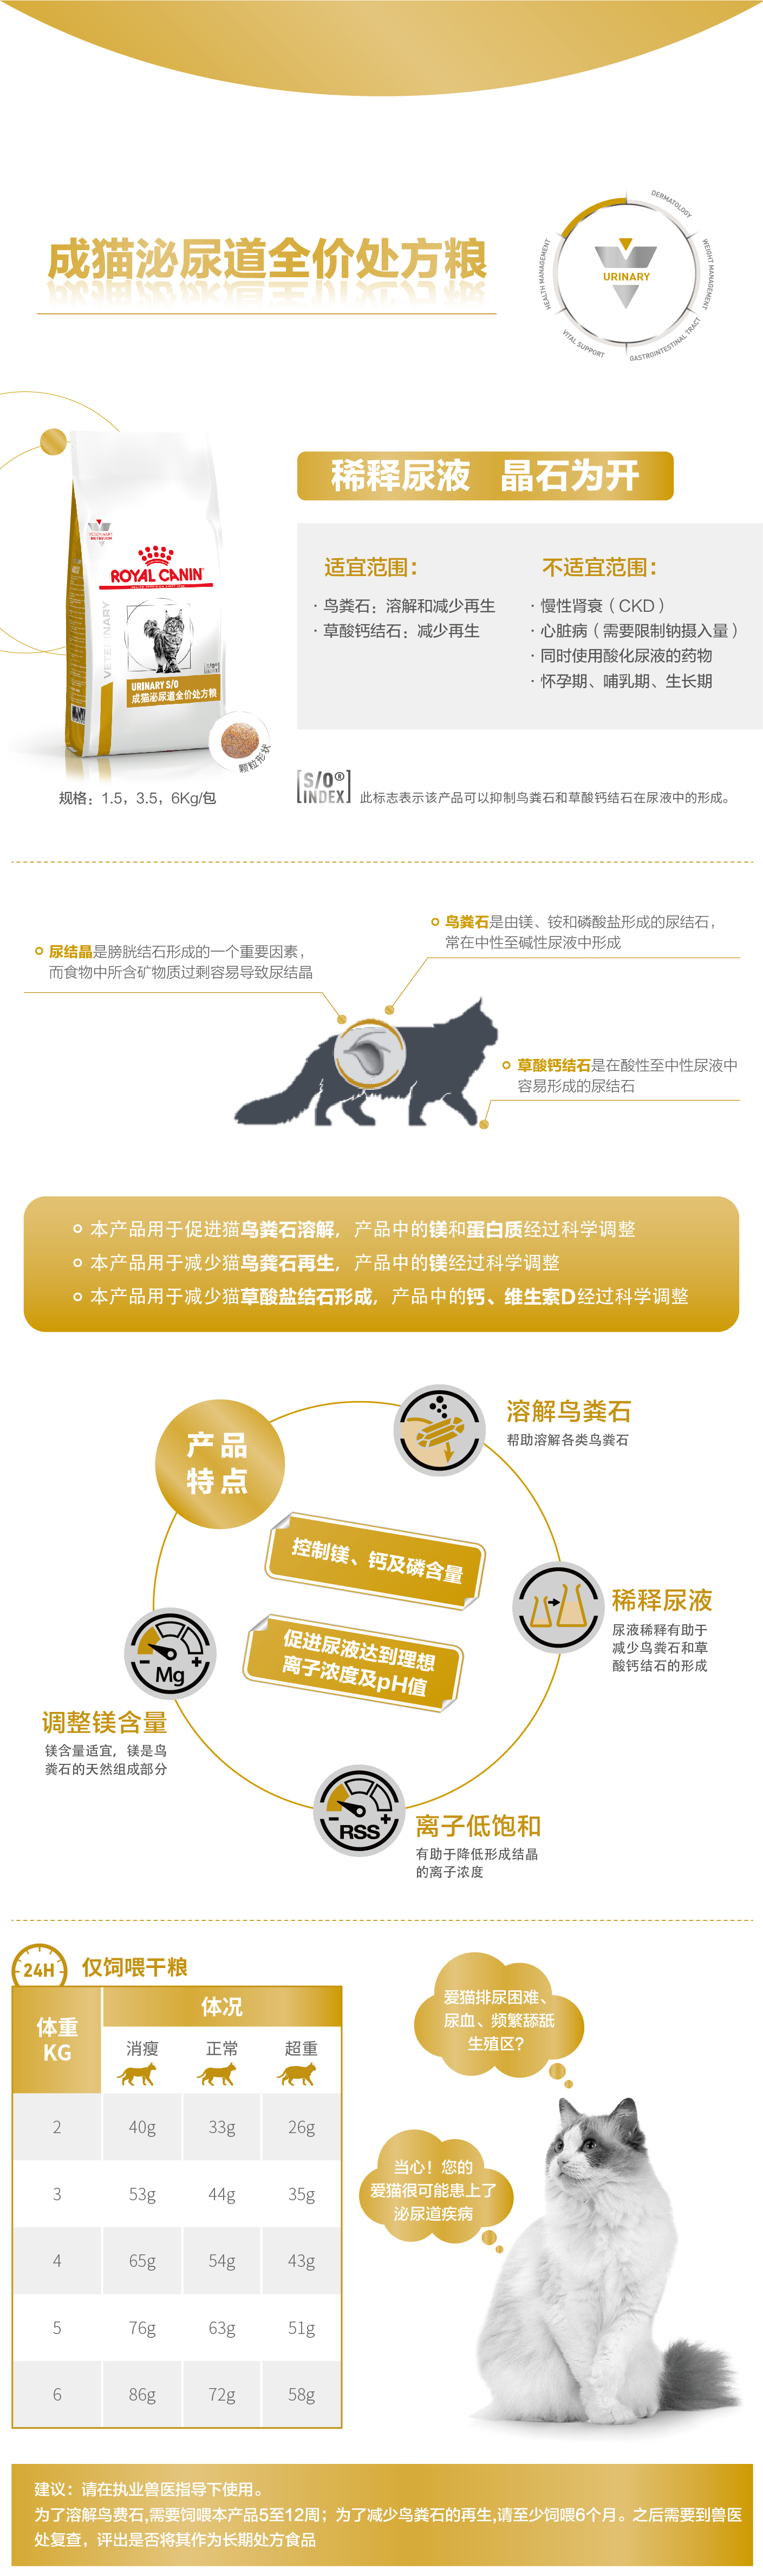 成猫泌尿道全价处方粮
DERMATOLOGY
WEIGHT MANAGEMENT
GASTROINTESTINAL TRACT
VITAL SUPPORT
HEALTH MANAGEMENT
URINARY
稀释尿液 晶石为开
ROYAL CANIN
VETERINARY
URINARY S/O
成猫泌尿道全价处方粮
颗粒形状
规格：1.5，3.5，6Kg/包
适宜范围：
· 鸟粪石：溶解和减少再生
· 草酸钙结石：减少再生
不适宜范围：
· 慢性肾衰（CKD）
· 心脏病（需要限制钠摄入量）
· 同时使用酸化尿液的药物
· 怀孕期、哺乳期、生长期
S/O®
INDEX
此标志表示该产品可以抑制鸟粪石和草酸钙结石在尿液中的形成。
鸟粪石是由镁、铵和磷酸盐形成的尿结石，
常在中性至碱性尿液中形成
尿结晶是膀胱结石形成的一个重要因素，
而食物中所含矿物质过剩容易导致尿结晶
草酸钙结石是在酸性至中性尿液中
容易形成的尿结石
本产品用于促进猫鸟粪石溶解，产品中的镁和蛋白质经过科学调整
本产品用于减少猫鸟粪石再生，产品中的镁经过科学调整
本产品用于减少猫草酸盐结石形成，产品中的钙、维生素D经过科学调整
产品
特点
溶解鸟粪石
帮助溶解各类鸟粪石
控制镁、钙及磷含量
稀释尿液
尿液稀释有助于
减少鸟粪石和草
酸钙结石的形成
促进尿液达到理想
离子浓度及pH值
- +
Mg
调整镁含量
镁含量适宜，镁是鸟
粪石的天然组成部分
- +
RSS
离子低饱和
有助于降低形成结晶
的离子浓度
24H
仅饲喂干粮
体重
KG
体况
消瘦 正常 超重
2 40g 33g 26g
3 53g 44g 35g
4 65g 54g 43g
5 76g 63g 51g
6 86g 72g 58g
爱猫排尿困难、
尿血、频繁舔舐
生殖区？
当心！您的
爱猫很可能患上了
泌尿道疾病
建议：请在执业兽医指导下使用。
为了溶解鸟费石,需要饲喂本产品5至12周；为了减少鸟粪石的再生,请至少饲喂6个月。之后需要到兽医
处复查，评出是否将其作为长期处方食品